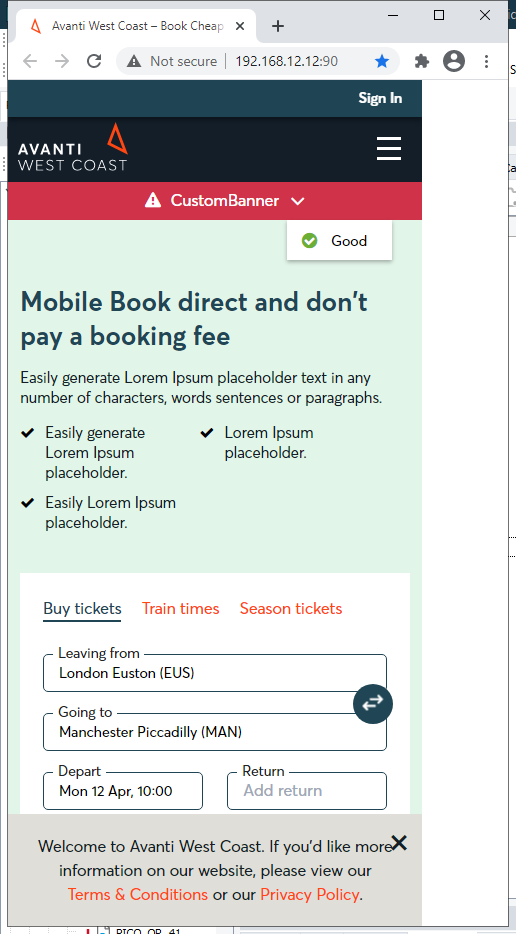 Avanti West Coast – Book Cheap
Not secure | 192.168.12.12:90
Sign In
AVANTI
WEST COAST
CustomBanner
Good
Mobile Book direct and don't
pay a booking fee
Easily generate Lorem Ipsum placeholder text in any
number of characters, words sentences or paragraphs.
Easily generate
Lorem Ipsum
placeholder.
Lorem Ipsum
placeholder.
Easily Lorem Ipsum
placeholder.
Buy tickets Train times Season tickets
Leaving from
London Euston (EUS)
Going to
Manchester Piccadilly (MAN)
Depart
Mon 12 Apr, 10:00
Return
Add return
Welcome to Avanti West Coast. If you'd like more
information on our website, please view our
Terms & Conditions or our Privacy Policy.